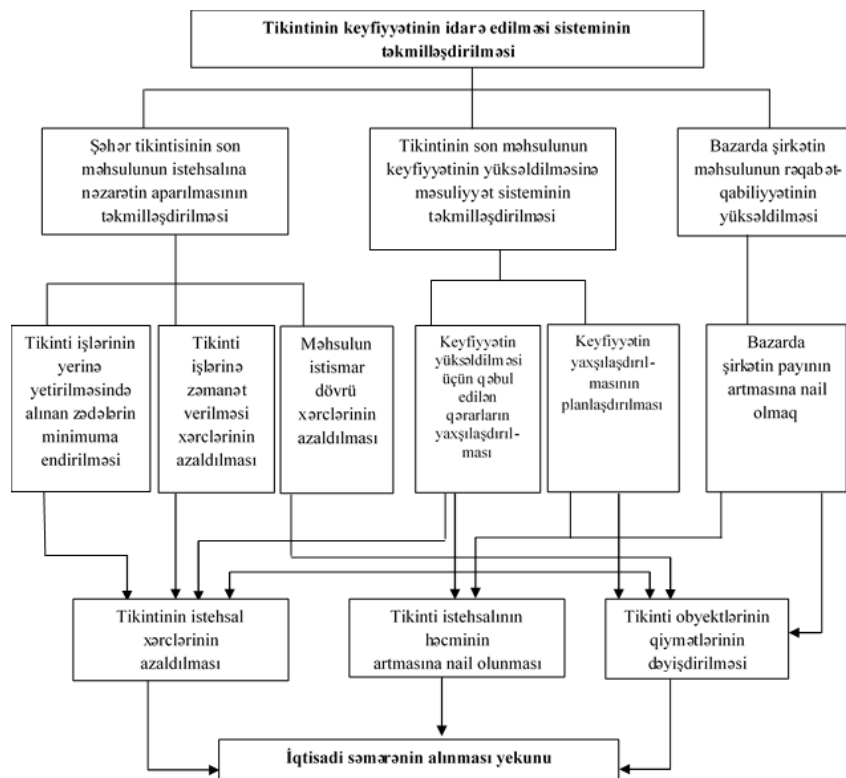 Tikintinin keyfiyyətinin idarə edilməsi sisteminin
təkmilləşdirilməsi
Şəhər tikintisinin son
məhsulunun istehsalına
nəzarətin aparılmasının
təkmilləşdirilməsi
Tikintinin son məhsulunun
keyfiyyətinin yüksəldilməsinə
məsuliyyət sisteminin
təkmilləşdirilməsi
Bazarda şirkətin
məhsulunun rəqabət-
qabiliyyətinin
yüksəldilməsi
Tikinti işlərinin
yerinə
yetirilməsində
alınan zədələrin
minimuma
endirilməsi
Tikinti
işlərinə
zəmanət
verilməsi
xərclərinin
azaldılması
Məhsulun
istismar
dövrü
xərclərinin
azaldılması
Keyfiyyətin
yüksəldilməsi
üçün qəbul
edilən
qərarların
yaxşılaşdırıl-
ması
Keyfiyyətin
yaxşılaşdırıl-
masının
planlaşdırılması
Bazarda
şirkətin payının
artmasına nail
olmaq
Tikintinin istehsal
xərclərinin
azaldılması
Tikinti istehsalının
həcminin
artmasına nail olunması
Tikinti obyektlərinin
qiymətlərinin
dəyişdirilməsi
İqtisadi səmərənin alınması yekunu